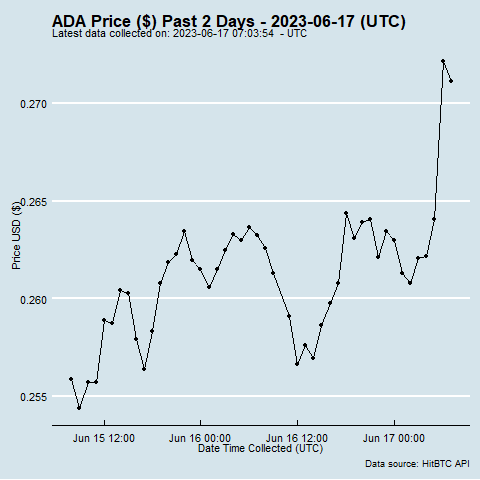 ADA Price ($) Past 2 Days - 2023-06-17 (UTC)
Latest data collected on: 2023-06-17 07:03:54  - UTC
0.270
0.265
0.260
0.255
Price USD ($)
Jun 15 12:00 Jun 16 00:00 Jun 16 12:00 Jun 17 00:00
Date Time Collected (UTC)
Data source: HitBTC API